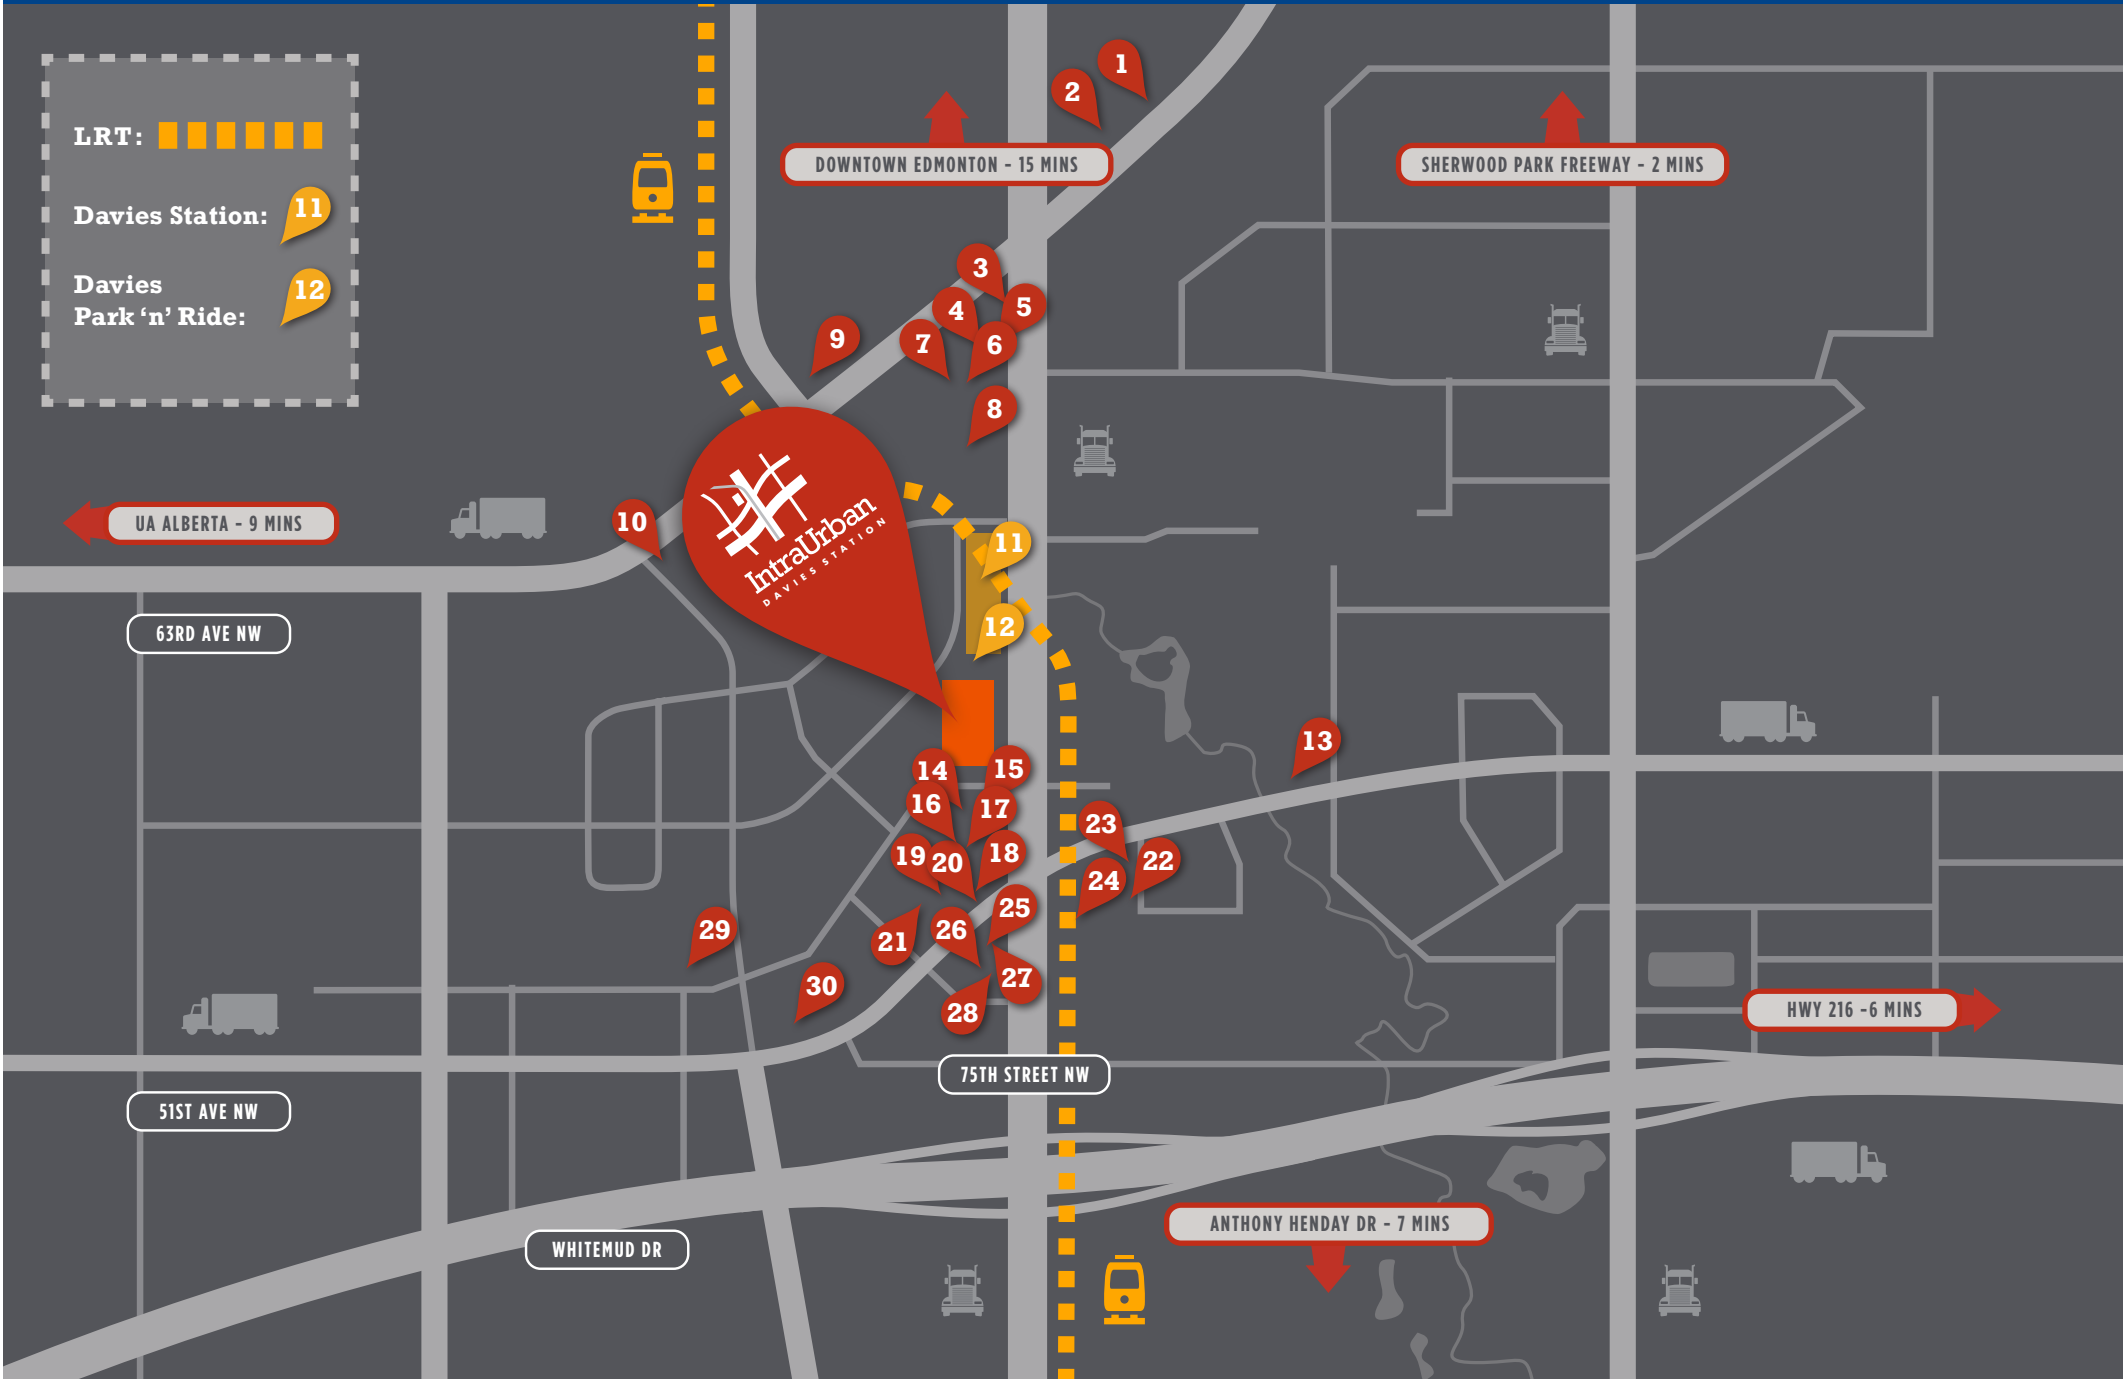 1
2
DOWNTOWN EDMONTON - 15 MINS
SHERWOOD PARK FREEWAY - 2 MINS
LRT:
Davies Station: 11
Davies
Park ‘n’ Ride: 12
3
4
5
6
7
9
8
UA ALBERTA - 9 MINS
10
IntraUrban
DAVIES STATION
11
12
63RD AVE NW
13
14
15
16
17
23
19
20
18
22
24
25
29
21
26
27
30
28
HWY 216 -6 MINS
75TH STREET NW
51ST AVE NW
ANTHONY HENDAY DR - 7 MINS
WHITEMUD DR